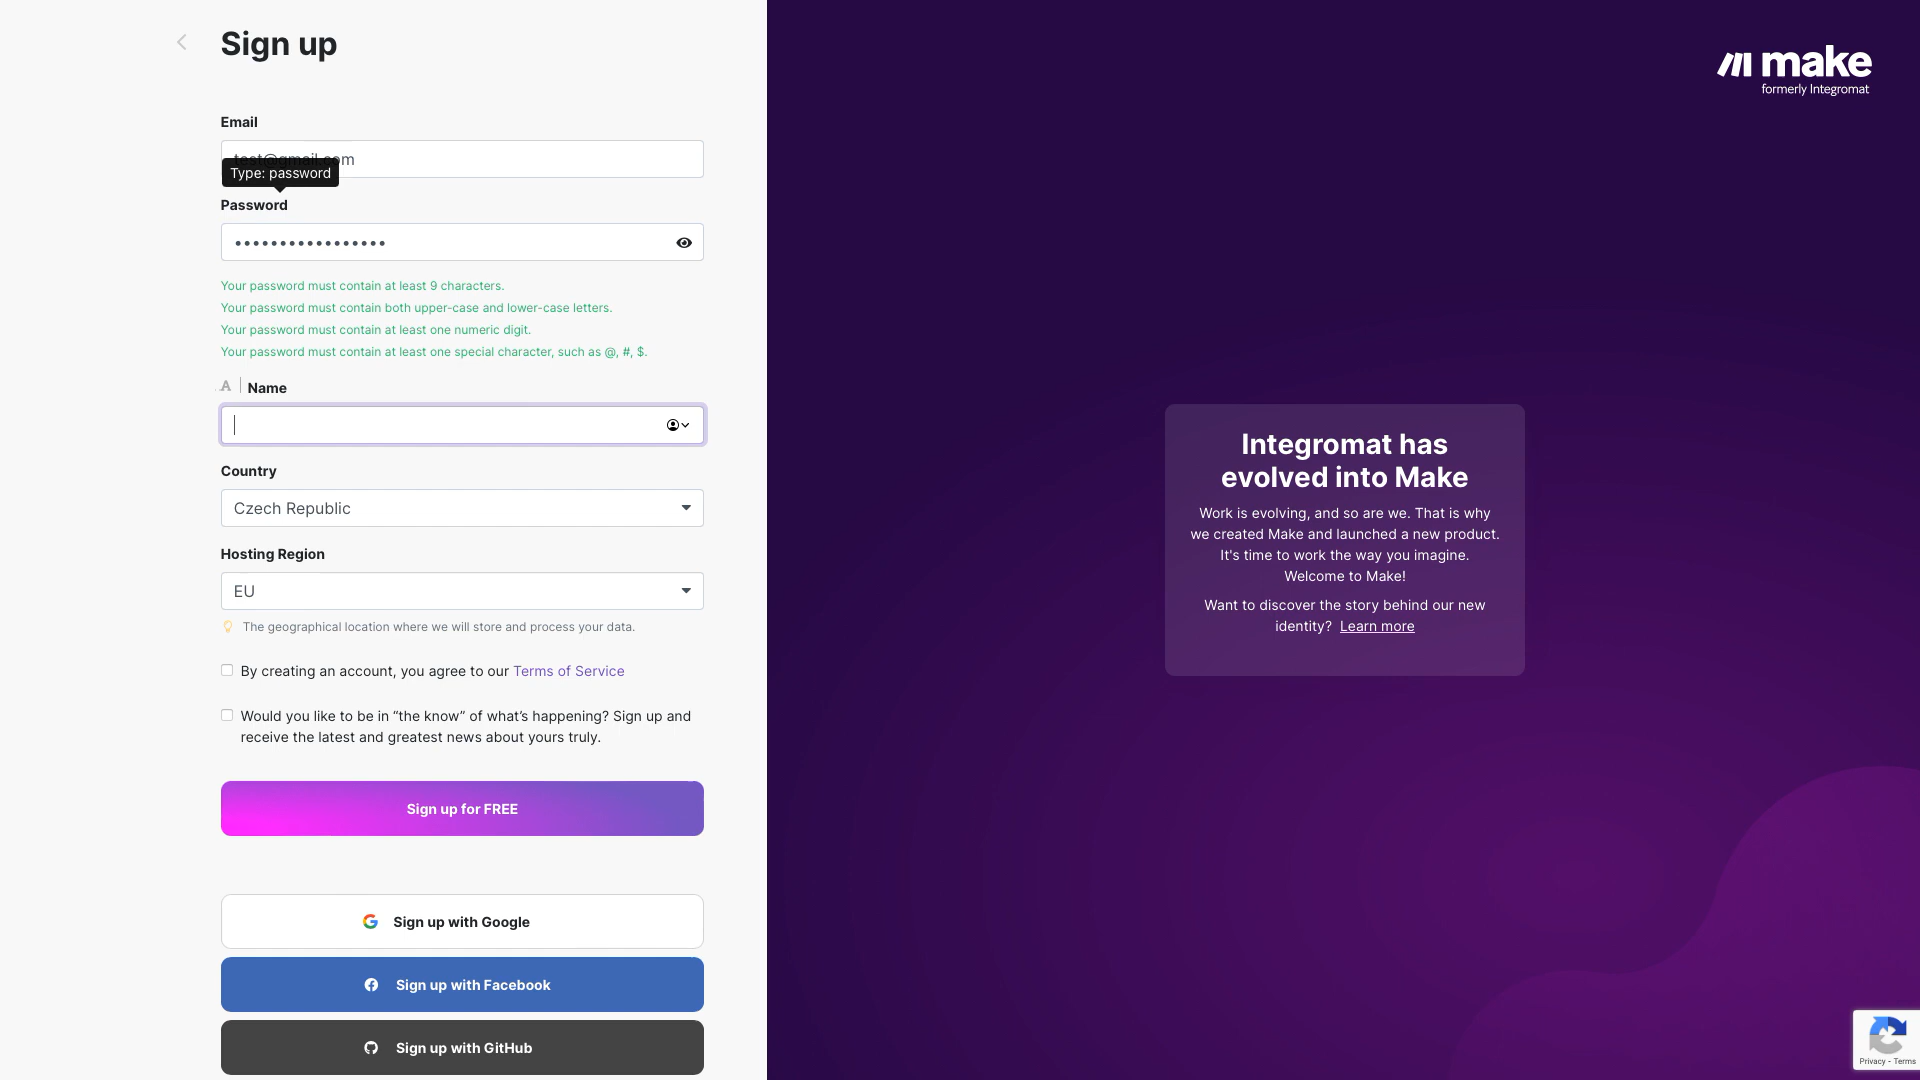 Sign up
make
formerly Integromat
Email
test@gmail.com
Type: password
Password
Your password must contain at least 9 characters.
Your password must contain both upper-case and lower-case letters.
Your password must contain at least one numeric digit.
Your password must contain at least one special character, such as @, #, $.
A
Name
Country
Czech Republic
Hosting Region
EU
The geographical location where we will store and process your data.
By creating an account, you agree to our Terms of Service
Would you like to be in “the know” of what’s happening? Sign up and
receive the latest and greatest news about yours truly.
Sign up for FREE
Sign up with Google
Sign up with Facebook
Sign up with GitHub
Integromat has
evolved into Make
Work is evolving, and so are we. That is why
we created Make and launched a new product.
It's time to work the way you imagine.
Welcome to Make!
Want to discover the story behind our new
identity? Learn more
Privacy - Terms